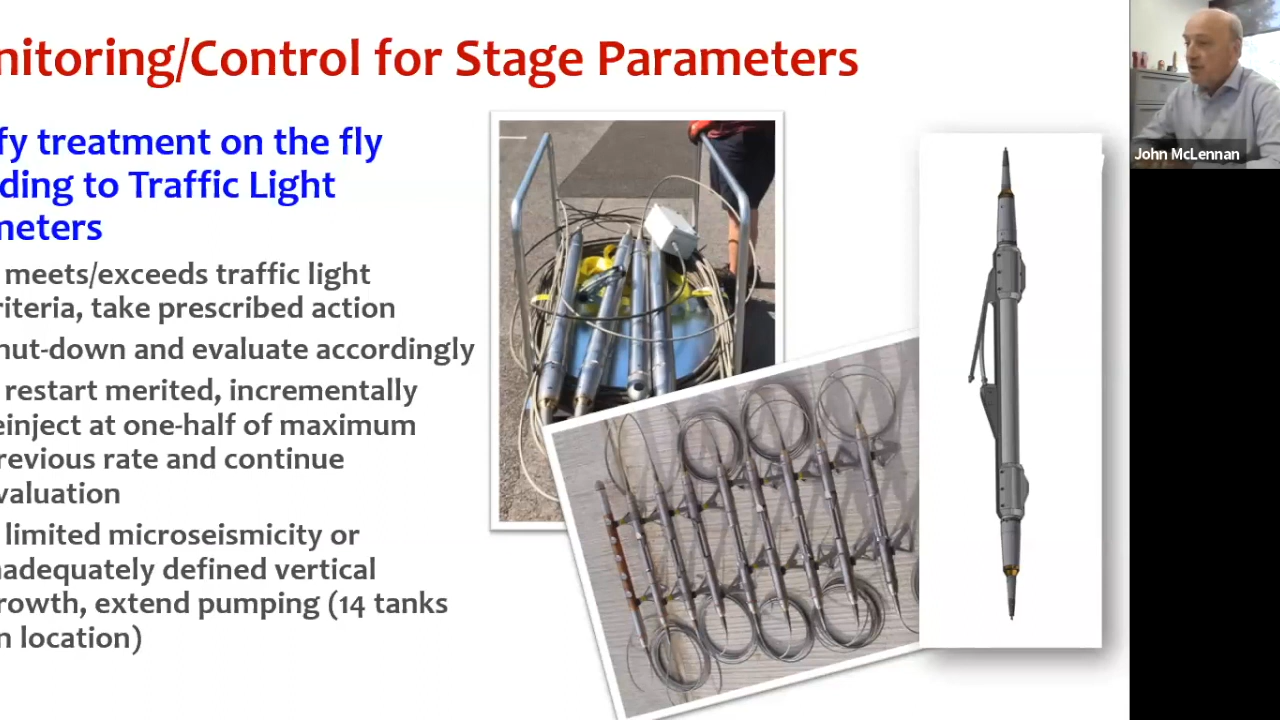 nitoring/Control for Stage Parameters
fy treatment on the fly
ding to Traffic Light
meters
meets/exceeds traffic light
riteria, take prescribed action
hut-down and evaluate accordingly
restart merited, incrementally
einject at one-half of maximum
revious rate and continue
valuation
limited microseismicity or
nadequately defined vertical
rowth, extend pumping (14 tanks
n location)
John McLennan